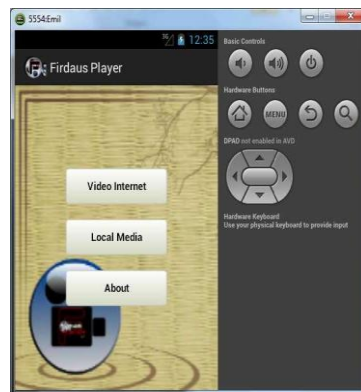 5554:Emil
12:35
Firdaus Player
Video Internet
Local Media
About
Basic Controls
Hardware Buttons
MENU
DPAD not enabled in AVD
Hardware Keyboard
Use your physical keyboard to provide input